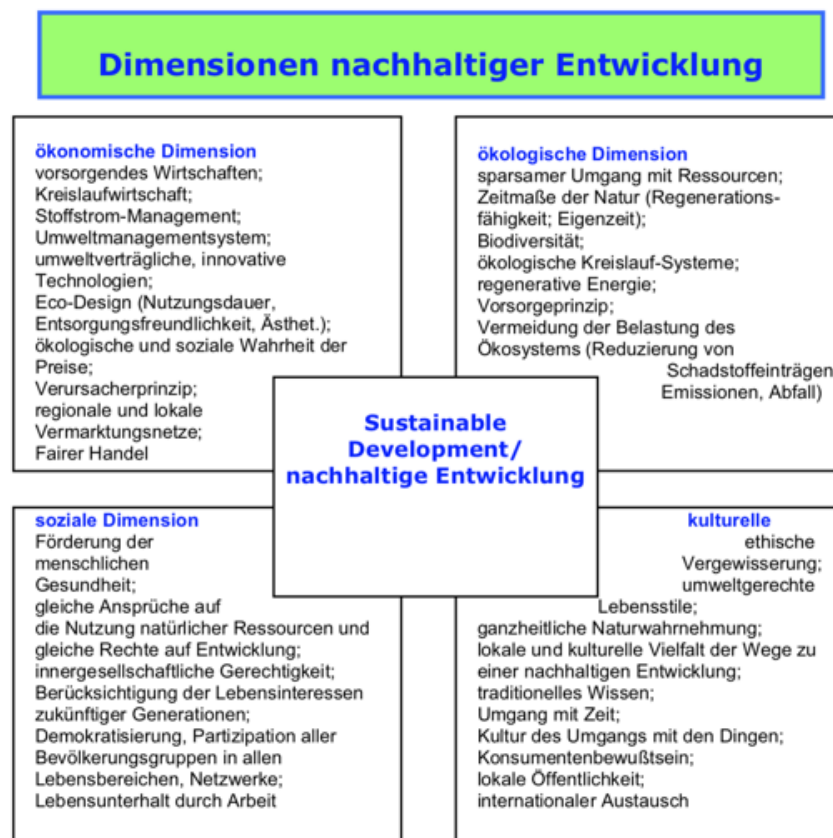 Dimensionen nachhaltiger Entwicklung
ökonomische Dimension
vorsorgendes Wirtschaften;
Kreislaufwirtschaft;
Stoffstrom-Management;
Umweltmanagementsystem;
umweltverträgliche, innovative
Technologien;
Eco-Design (Nutzungsdauer,
Entsorgungsfreundlichkeit, Ästhet.);
ökologische und soziale Wahrheit der
Preise;
Verursacherprinzip;
regionale und lokale
Vermarktungsnetze;
Fairer Handel
ökologische Dimension
sparsamer Umgang mit Ressourcen;
Zeitmaße der Natur (Regenerations-
fähigkeit; Eigenzeit);
Biodiversität;
ökologische Kreislauf-Systeme;
regenerative Energie;
Vorsorgeprinzip;
Vermeidung der Belastung des
Ökosystems (Reduzierung von
Schadstoffeinträgen
Emissionen, Abfall)
Sustainable
Development/
nachhaltige Entwicklung
soziale Dimension
Förderung der
menschlichen
Gesundheit;
gleiche Ansprüche auf
die Nutzung natürlicher Ressourcen und
gleiche Rechte auf Entwicklung;
innergesellschaftliche Gerechtigkeit;
Berücksichtigung der Lebensinteressen
zukünftiger Generationen;
Demokratisierung, Partizipation aller
Bevölkerungsgruppen in allen
Lebensbereichen, Netzwerke;
Lebensunterhalt durch Arbeit
kulturelle
ethische
Vergewisserung;
umweltgerechte
Lebensstile;
ganzheitliche Naturwahrnehmung;
lokale und kulturelle Vielfalt der Wege zu
einer nachhaltigen Entwicklung;
traditionelles Wissen;
Umgang mit Zeit;
Kultur des Umgangs mit den Dingen;
Konsumentenbewußtsein;
lokale Öffentlichkeit;
internationaler Austausch